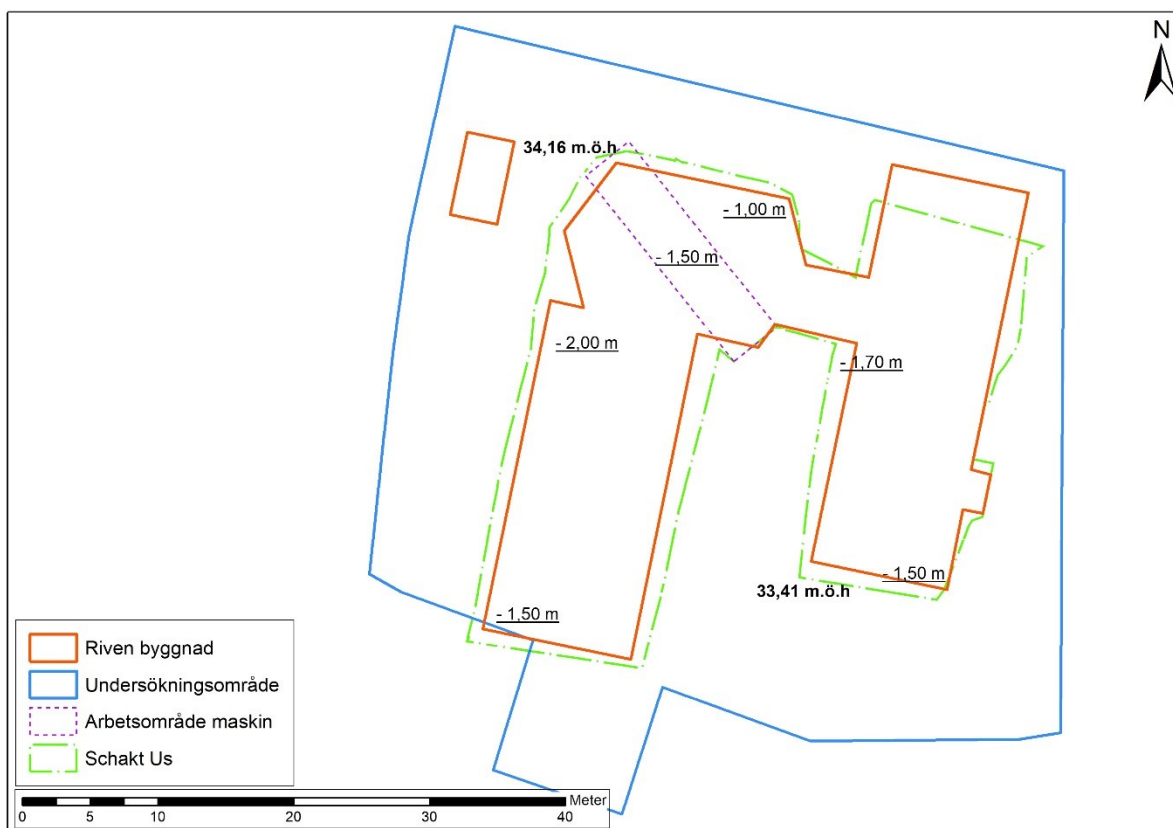 N
34,16 m.ö.h
- 1,00 m
- 1,50 m
- 2,00 m
- 1,70 m
- 1,50 m
33,41 m.ö.h
- 1,50 m
Riven byggnad
Undersökningsområde
Arbetsområde maskin
Schakt Us
Meter
0 5 10 20 30 40